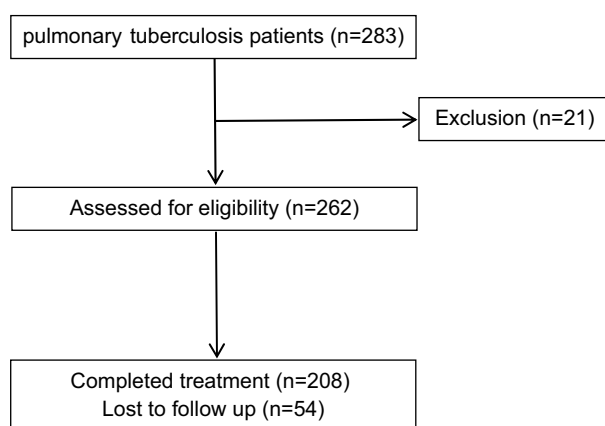 pulmonary tuberculosis patients (n=283)
Exclusion (n=21)
Assessed for eligibility (n=262)
Completed treatment (n=208)
Lost to follow up (n=54)